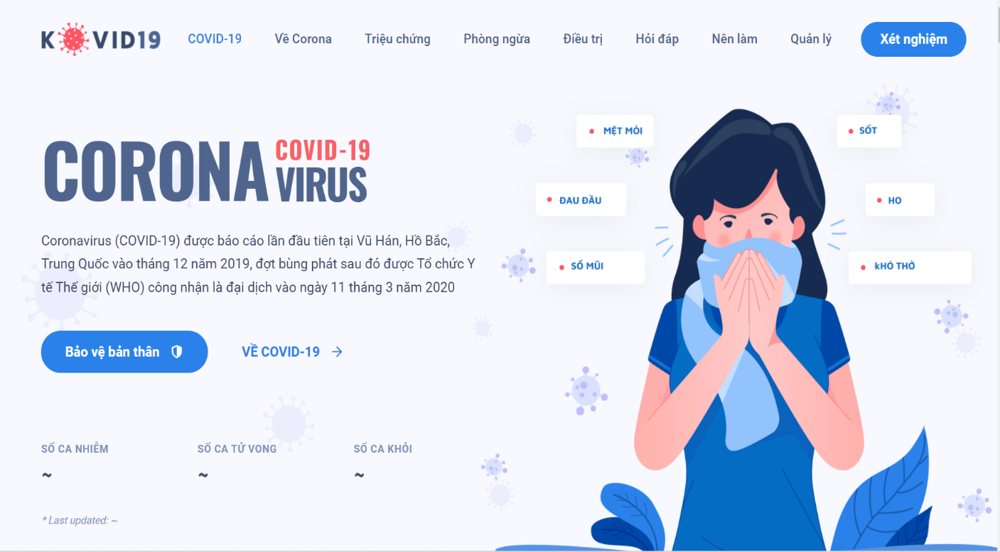 KOVID19
COVID-19
Về Corona
Triệu chứng
Phòng ngừa
Điều trị
Hỏi đáp
Nên làm
Quản lý
Xét nghiệm
CORONA
COVID-19
VIRUS
Coronavirus (COVID-19) được báo cáo lần đầu tiên tại Vũ Hán, Hồ Bắc,
Trung Quốc vào tháng 12 năm 2019, đợt bùng phát sau đó được Tổ chức Y
tế Thế giới (WHO) công nhận là đại dịch vào ngày 11 tháng 3 năm 2020
Bảo vệ bản thân
VỀ COVID-19 →
SỐ CA NHIỄM
~
SỐ CA TỬ VONG
~
SỐ CA KHỎI
~
* Last updated: ~
MỆT MỎI
SỐT
ĐAU ĐẦU
HO
SỔ MŨI
kHÓ THỞ